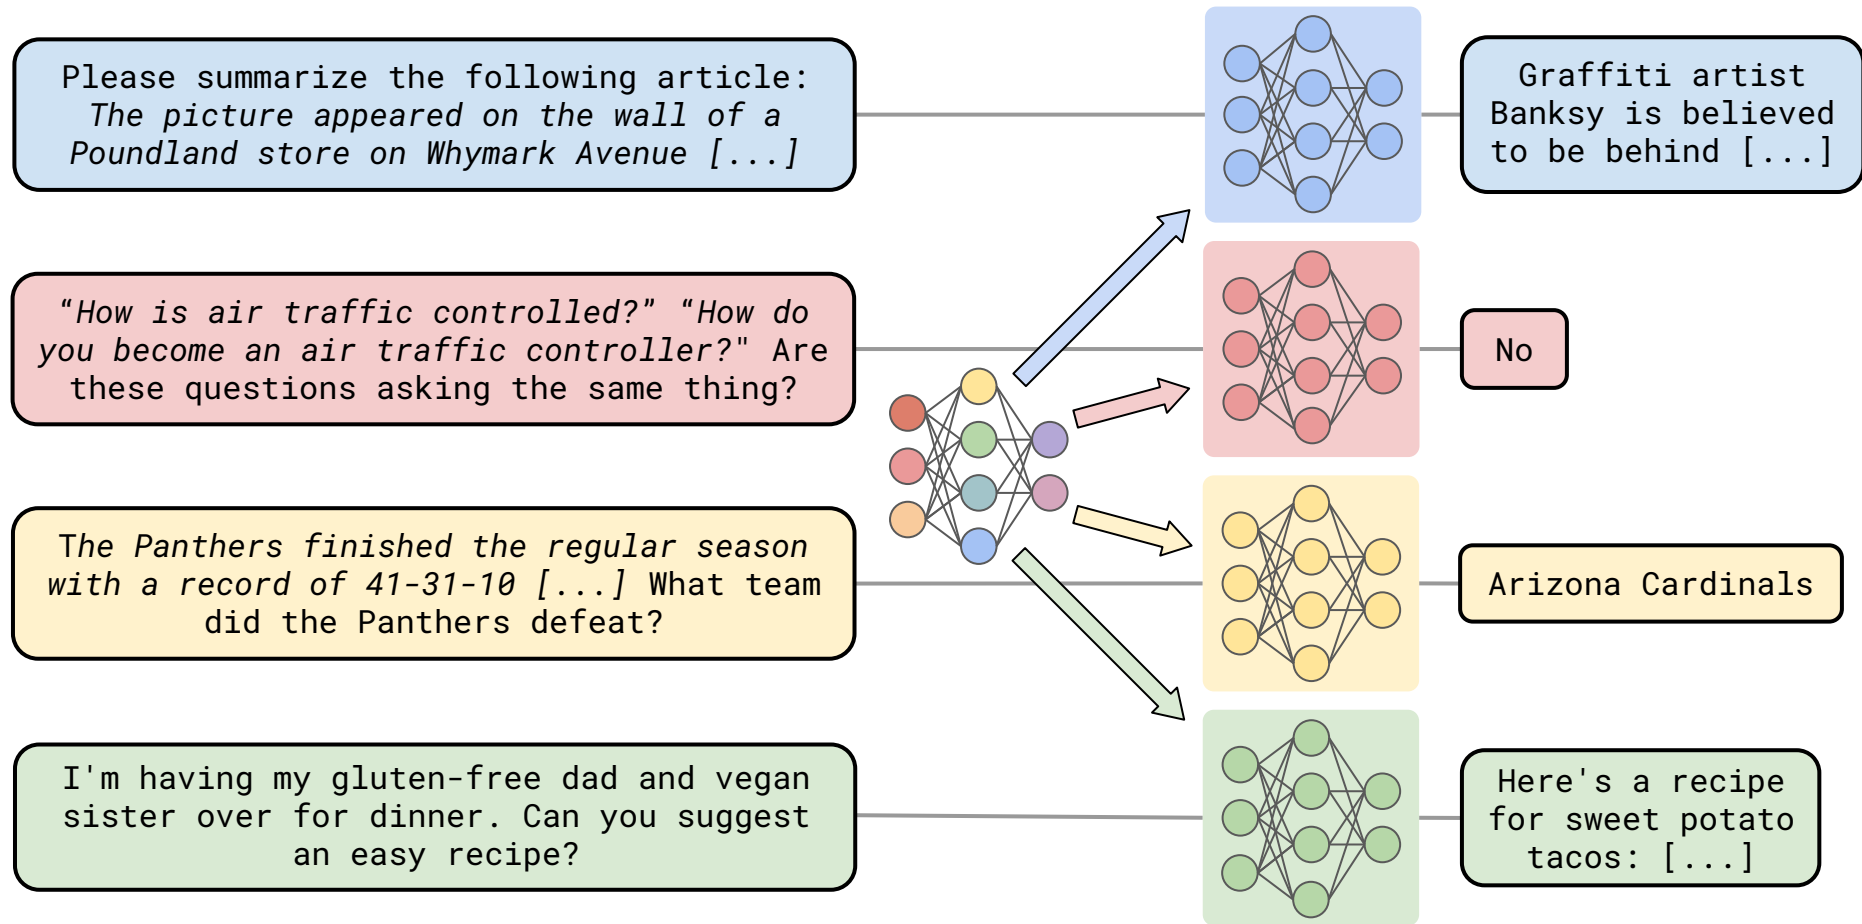 Please summarize the following article:
The picture appeared on the wall of a
Poundland store on Whymark Avenue [...]
Graffiti artist
Banksy is believed
to be behind [...]
“How is air traffic controlled?” “How do
you become an air traffic controller?" Are
these questions asking the same thing?
No
The Panthers finished the regular season
with a record of 41-31-10 [...] What team
did the Panthers defeat?
Arizona Cardinals
I'm having my gluten-free dad and vegan
sister over for dinner. Can you suggest
an easy recipe?
Here's a recipe
for sweet potato
tacos: [...]